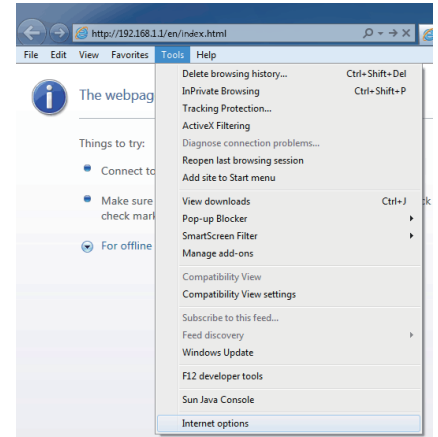 http://192.168.1.1/en/index.html
File Edit View Favorites Tools Help
The webpag
Things to try:
Connect to
Make sure
check mark
For offline
Delete browsing history... Ctrl+Shift+Del
InPrivate Browsing Ctrl+Shift+P
Tracking Protection...
ActiveX Filtering
Diagnose connection problems...
Reopen last browsing session
Add site to Start menu
View downloads Ctrl+J
Pop-up Blocker
SmartScreen Filter
Manage add-ons
Compatibility View
Compatibility View settings
Subscribe to this feed...
Feed discovery
Windows Update
F12 developer tools
Sun Java Console
Internet options